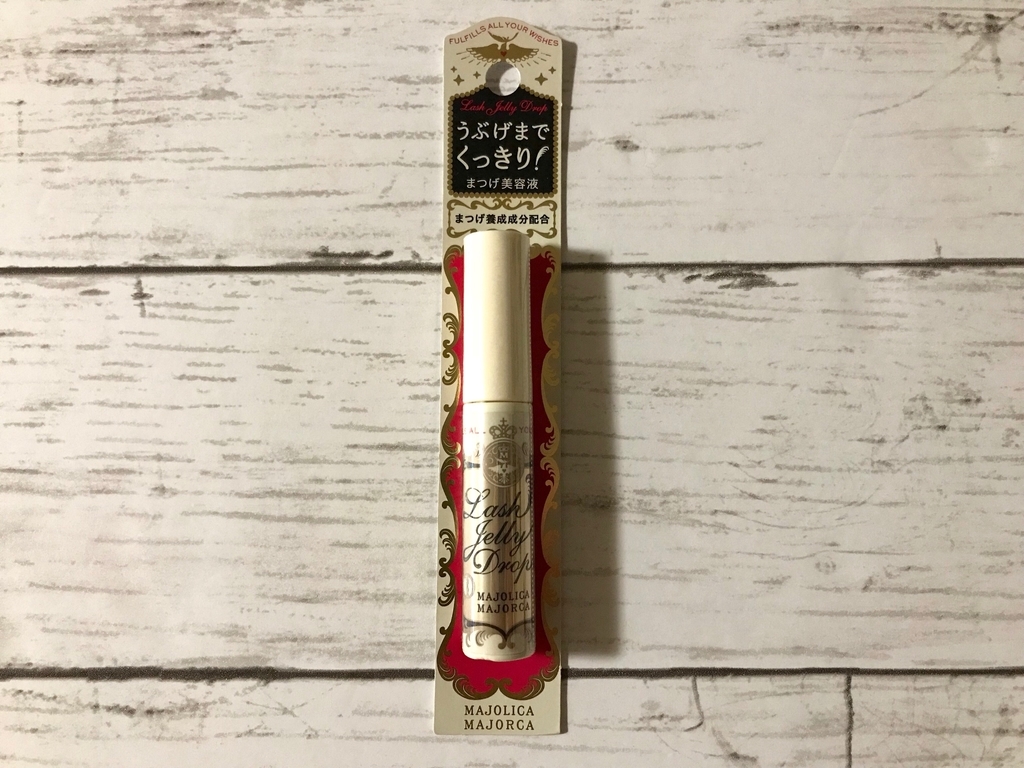 FULFILLS ALL YOUR WISHES
Lash Jelly Drop
うぶげまで
くっきり!
まつげ美容液
まつげ養成成分配合
ALL YOU
Lash
Jelly
Drop
MAJOLICA
MAJORCA
MAJOLICA
MAJORCA